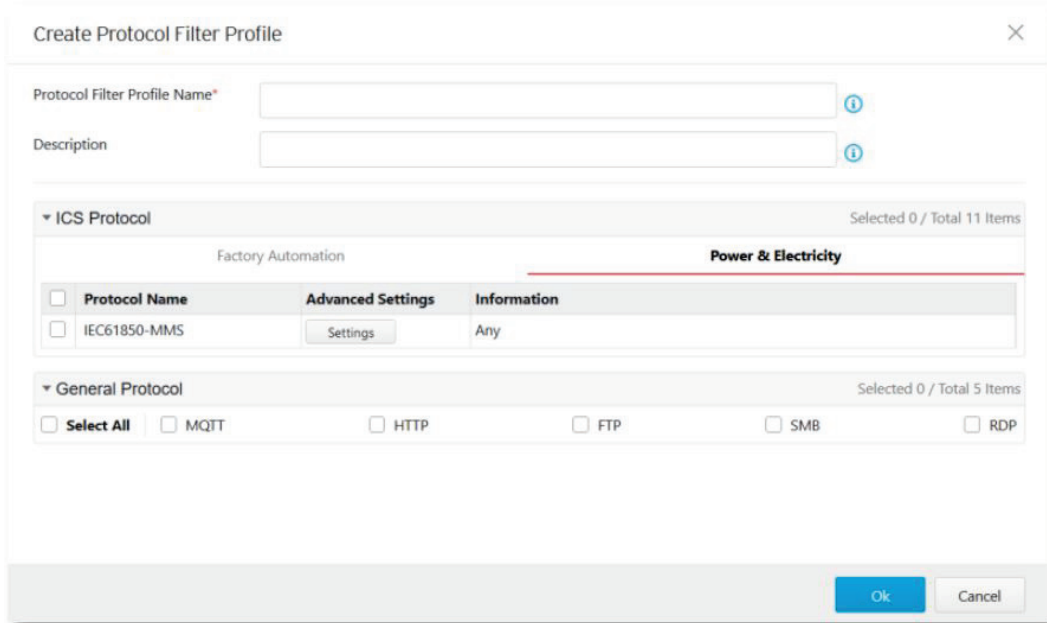 Create Protocol Filter Profile
Protocol Filter Profile Name*
Description
ICS Protocol Selected 0 / Total 11 Items
Factory Automation Power & Electricity
Protocol Name Advanced Settings Information
IEC61850-MMS Settings Any
General Protocol Selected 0 / Total 5 Items
Select All MQTT HTTP FTP SMB RDP
Ok Cancel